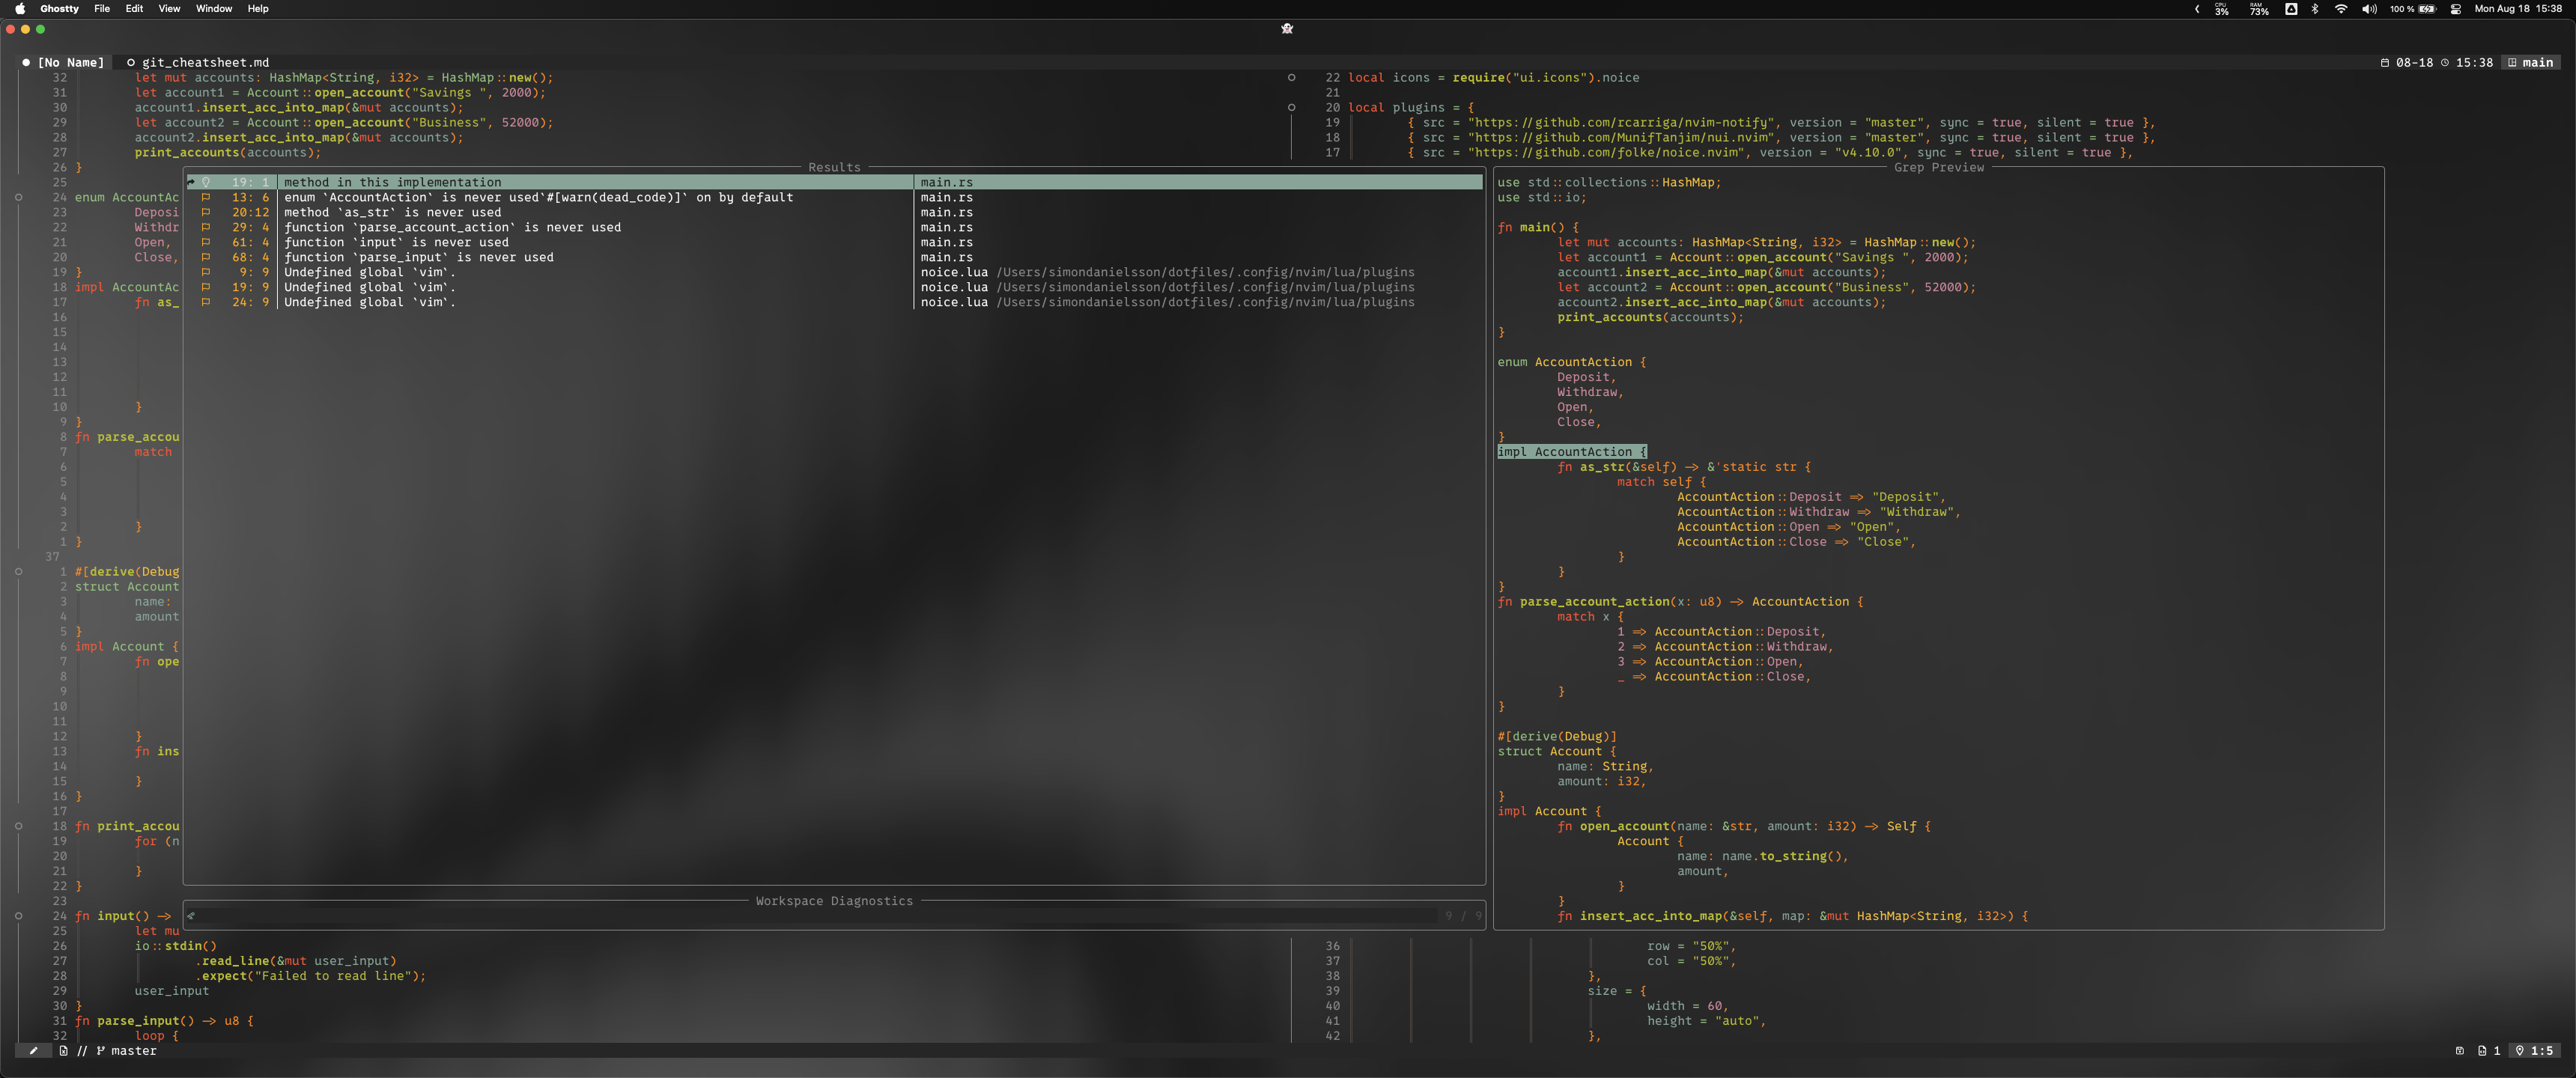 Ghostty File Edit View Window Help
CPU 3% RAM 73% 100 % Mon Aug 18 15:38
[No Name] git_cheatsheet.md
08-18 15:38 main
32 let mut accounts: HashMap<String, i32> = HashMap::new();
31 let account1 = Account::open_account("Savings ", 2000);
30 account1.insert_acc_into_map(&mut accounts);
29 let account2 = Account::open_account("Business", 52000);
28 account2.insert_acc_into_map(&mut accounts);
27 print_accounts(accounts);
26 }
25
24 enum AccountAc
23 Deposi
22 Withdr
21 Open,
20 Close,
19 }
18 impl AccountAc
17 fn as_
16
15
14
13
12
11
10 }
9 }
8 fn parse_accou
7 match
6
5
4
3
2 }
1 }
37
1 #[derive(Debug
2 struct Account
3 name:
4 amount
5 }
6 impl Account {
7 fn ope
8
9
10
11
12 }
13 fn ins
14
15 }
16 }
17
18 fn print_accou
19 for (n
20
21 }
22 }
23
24 fn input() ->
25 let mu
26 io::stdin()
27 .read_line(&mut user_input)
28 .expect("Failed to read line");
29 user_input
30 }
31 fn parse_input() -> u8 {
32 loop {
22 local icons = require("ui.icons").noice
21
20 local plugins = {
19 { src = "https://github.com/rcarriga/nvim-notify", version = "master", sync = true, silent = true },
18 { src = "https://github.com/MunifTanjim/nui.nvim", version = "master", sync = true, silent = true },
17 { src = "https://github.com/folke/noice.nvim", version = "v4.10.0", sync = true, silent = true },
Results
19: 1 method in this implementation main.rs
13: 6 enum `AccountAction` is never used`#[warn(dead_code)]` on by default main.rs
20:12 method `as_str` is never used main.rs
29: 4 function `parse_account_action` is never used main.rs
61: 4 function `input` is never used main.rs
68: 4 function `parse_input` is never used main.rs
9: 9 Undefined global `vim`. noice.lua /Users/simondanielsson/dotfiles/.config/nvim/lua/plugins
19: 9 Undefined global `vim`. noice.lua /Users/simondanielsson/dotfiles/.config/nvim/lua/plugins
24: 9 Undefined global `vim`. noice.lua /Users/simondanielsson/dotfiles/.config/nvim/lua/plugins
Workspace Diagnostics
9 / 9
Grep Preview
use std::collections::HashMap;
use std::io;
fn main() {
let mut accounts: HashMap<String, i32> = HashMap::new();
let account1 = Account::open_account("Savings ", 2000);
account1.insert_acc_into_map(&mut accounts);
let account2 = Account::open_account("Business", 52000);
account2.insert_acc_into_map(&mut accounts);
print_accounts(accounts);
}
enum AccountAction {
Deposit,
Withdraw,
Open,
Close,
}
impl AccountAction {
fn as_str(&self) -> &'static str {
match self {
AccountAction::Deposit => "Deposit",
AccountAction::Withdraw => "Withdraw",
AccountAction::Open => "Open",
AccountAction::Close => "Close",
}
}
}
fn parse_account_action(x: u8) -> AccountAction {
match x {
1 => AccountAction::Deposit,
2 => AccountAction::Withdraw,
3 => AccountAction::Open,
_ => AccountAction::Close,
}
}
#[derive(Debug)]
struct Account {
name: String,
amount: i32,
}
impl Account {
fn open_account(name: &str, amount: i32) -> Self {
Account {
name: name.to_string(),
amount,
}
}
fn insert_acc_into_map(&self, map: &mut HashMap<String, i32>) {
36 row = "50%",
37 col = "50%",
38 },
39 size = {
40 width = 60,
41 height = "auto",
42 },
// master
1 1:5